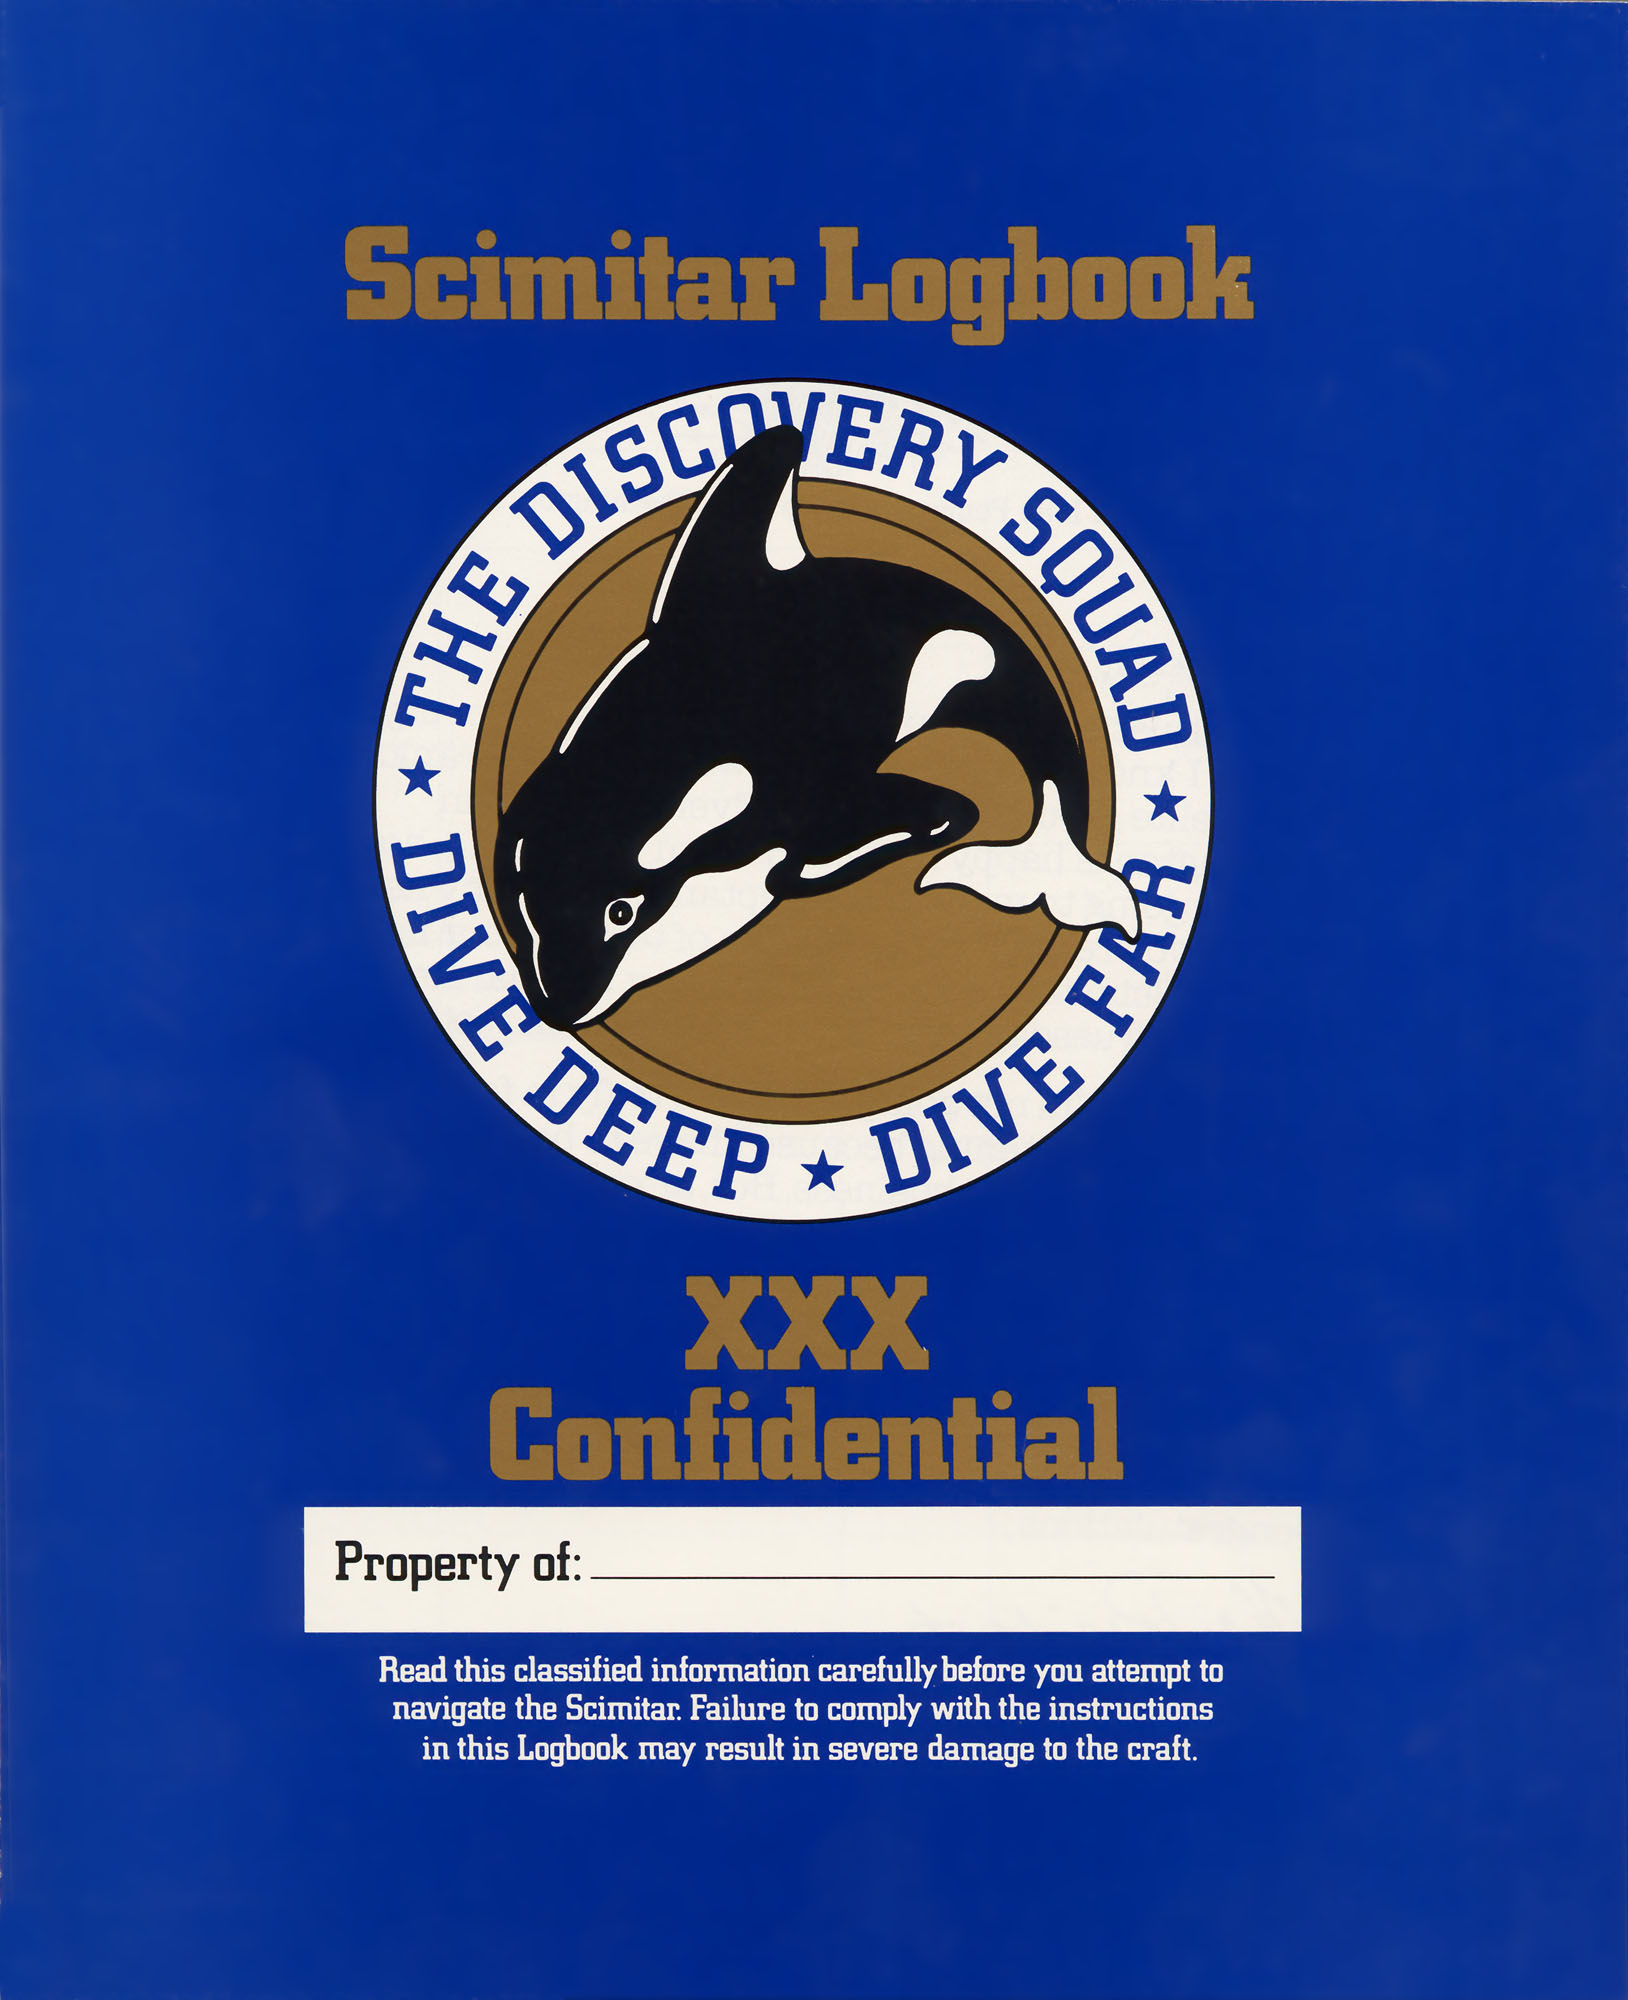 Scimitar Logbook
THE DISCOVERY SQUAD
★ DIVE DEEP ★ DIVE FAR ★
XXX
Confidential
Property of:
Read this classified information carefully before you attempt to
navigate the Scimitar. Failure to comply with the instructions
in this Logbook may result in severe damage to the craft.